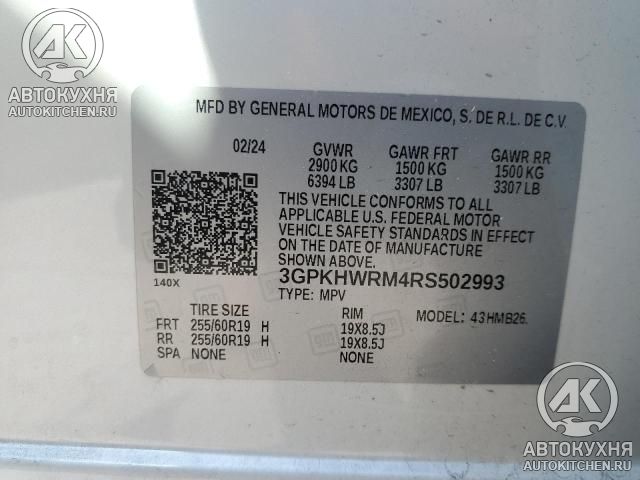 АВТОКУХНЯ
AUTOKITCHEN.RU
MFD BY GENERAL MOTORS DE MEXICO, S. DE R.L. DE C.V.
02/24 GVWR GAWR FRT GAWR RR
2900 KG 1500 KG 1500 KG
6394 LB 3307 LB 3307 LB
THIS VEHICLE CONFORMS TO ALL
APPLICABLE U.S. FEDERAL MOTOR
VEHICLE SAFETY STANDARDS IN EFFECT
ON THE DATE OF MANUFACTURE
SHOWN ABOVE.
140X
3GPKHWRM4RS502993
TYPE: MPV MODEL: 43HMB26.
TIRE SIZE RIM
FRT 255/60R19 H 19X8.5J
RR 255/60R19 H 19X8.5J
SPA NONE NONE
АВТОКУХНЯ
AUTOKITCHEN.RU